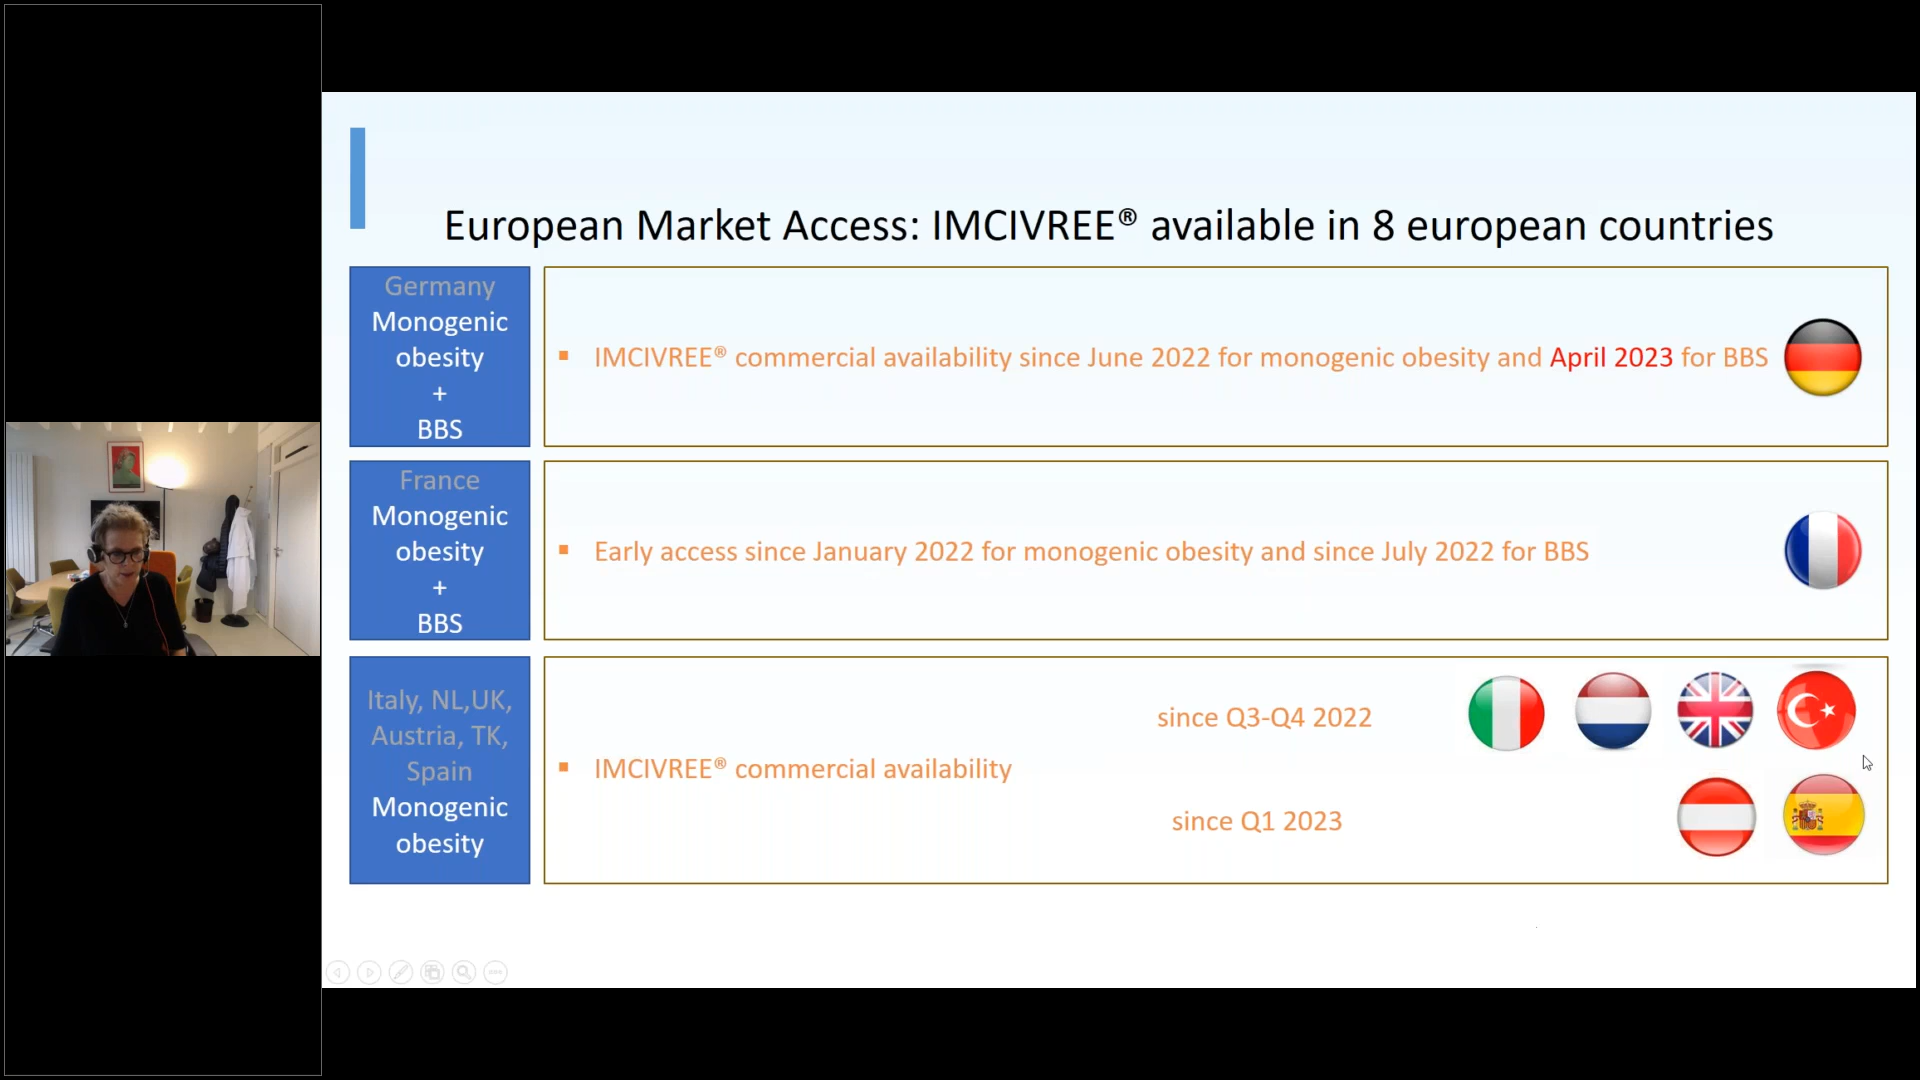 European Market Access: IMCIVREE® available in 8 european countries
Germany
Monogenic
obesity
+
BBS
▪ IMCIVREE® commercial availability since June 2022 for monogenic obesity and April 2023 for BBS
France
Monogenic
obesity
+
BBS
▪ Early access since January 2022 for monogenic obesity and since July 2022 for BBS
Italy, NL,UK,
Austria, TK,
Spain
Monogenic
obesity
since Q3-Q4 2022
▪ IMCIVREE® commercial availability
since Q1 2023